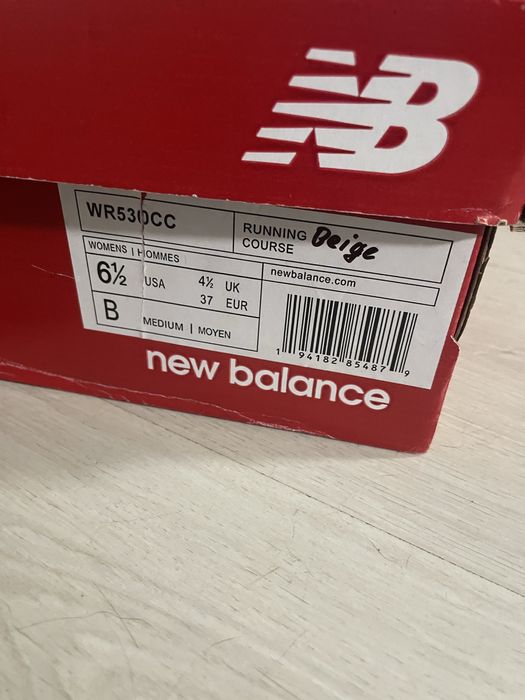 NB
WR530CC
RUNNING Beige
COURSE
WOMENS | HOMMES
6½ USA 4½ UK
37 EUR
newbalance.com
B MEDIUM | MOYEN
1 94182 85487 9
new balance